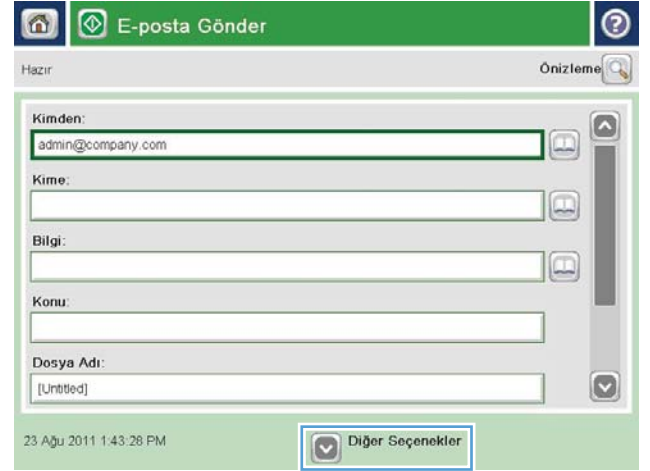 E-posta Gönder
Hazır
Önizleme
Kimden:
admin@company.com
Kime:
Bilgi:
Konu:
Dosya Adı:
[Untitled]
23 Ağu 2011 1:43:28 PM
Diğer Seçenekler